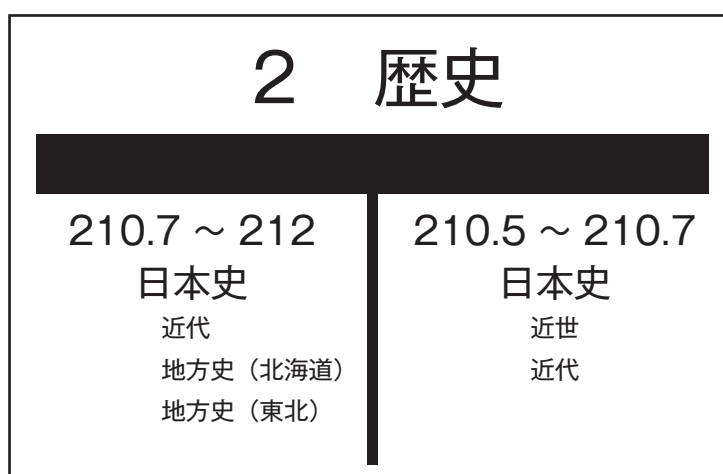 2 歴史
210.7 ～ 212
日本史
近代
地方史（北海道）
地方史（東北）
210.5 ～ 210.7
日本史
近世
近代